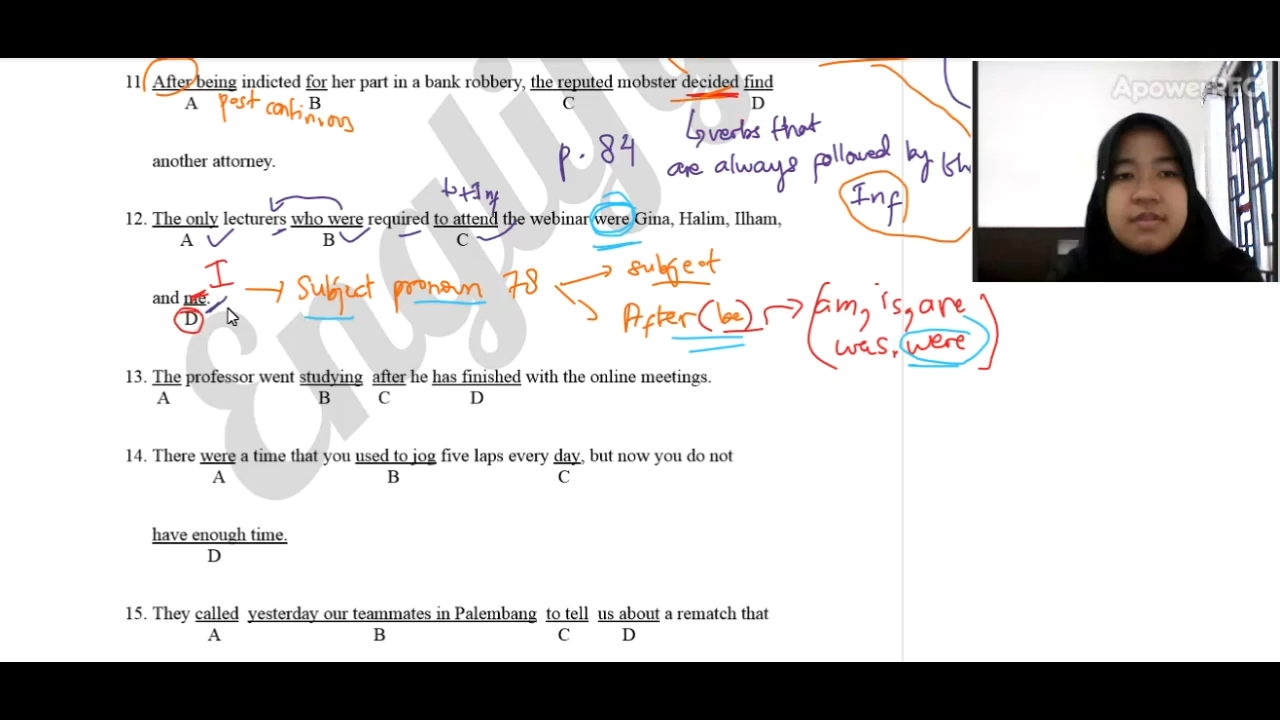 11. After being indicted for her part in a bank robbery, the reputed mobster decided find
A B C D
past continuous
verbs that
are always followed by th
p. 84
Inf
another attorney.
to+Inf
12. The only lecturers who were required to attend the webinar were Gina, Halim, Ilham,
A B C
I
and me.
D
Subject pronoun 78
subject
After (be)
am, is, are
was, were
13. The professor went studying after he has finished with the online meetings.
A B C D
14. There were a time that you used to jog five laps every day, but now you do not
A B C
have enough time.
D
15. They called yesterday our teammates in Palembang to tell us about a rematch that
A B C D